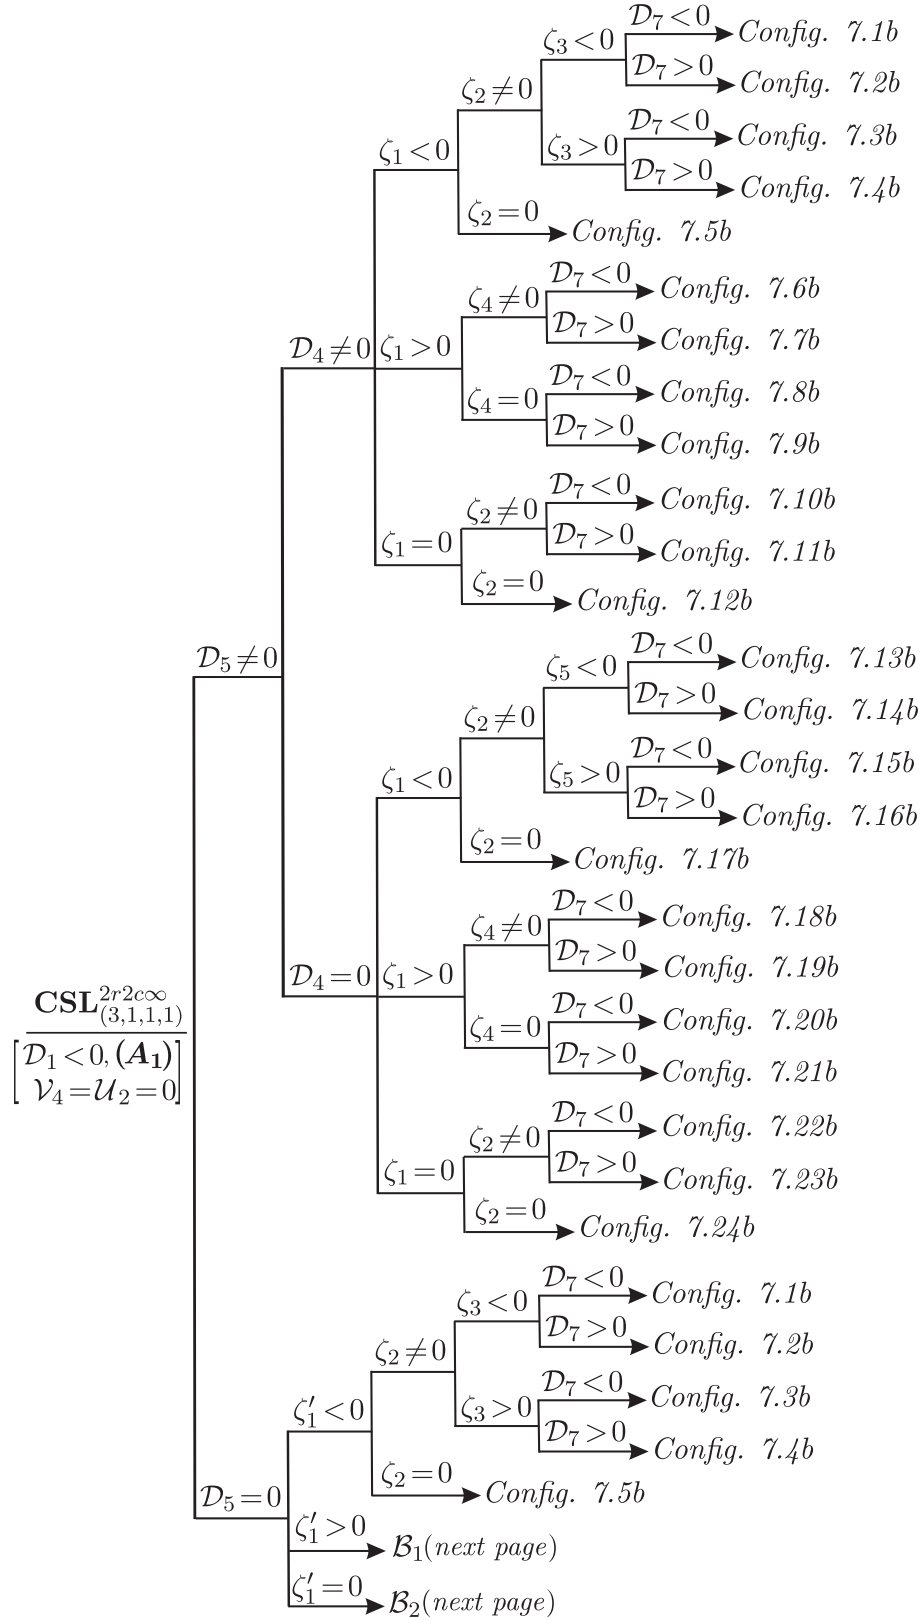 𝒟₇<0 Config. 7.1b
ζ₃<0
𝒟₇>0 Config. 7.2b
ζ₂≠0
𝒟₇<0 Config. 7.3b
ζ₃>0
𝒟₇>0 Config. 7.4b
ζ₁<0
ζ₂=0 Config. 7.5b
𝒟₇<0 Config. 7.6b
ζ₄≠0
𝒟₇>0 Config. 7.7b
𝒟₄≠0 ζ₁>0
𝒟₇<0 Config. 7.8b
ζ₄=0
𝒟₇>0 Config. 7.9b
𝒟₇<0 Config. 7.10b
ζ₂≠0
𝒟₇>0 Config. 7.11b
ζ₁=0
ζ₂=0 Config. 7.12b
𝒟₅≠0
𝒟₇<0 Config. 7.13b
ζ₅<0
𝒟₇>0 Config. 7.14b
ζ₂≠0
𝒟₇<0 Config. 7.15b
ζ₅>0
𝒟₇>0 Config. 7.16b
ζ₁<0
ζ₂=0 Config. 7.17b
𝒟₇<0 Config. 7.18b
ζ₄≠0
𝒟₇>0 Config. 7.19b
𝒟₄=0 ζ₁>0
𝒟₇<0 Config. 7.20b
ζ₄=0
𝒟₇>0 Config. 7.21b
CSL^{2r2c∞}_{(3,1,1,1)}
[𝒟₁<0, (A₁)
𝒱₄=𝒰₂=0]
𝒟₇<0 Config. 7.22b
ζ₂≠0
𝒟₇>0 Config. 7.23b
ζ₁=0
ζ₂=0 Config. 7.24b
𝒟₇<0 Config. 7.1b
ζ₃<0
𝒟₇>0 Config. 7.2b
ζ₂≠0
𝒟₇<0 Config. 7.3b
ζ₃>0
𝒟₇>0 Config. 7.4b
ζ₁′<0
ζ₂=0 Config. 7.5b
𝒟₅=0
ζ₁′>0 ℬ₁(next page)
ζ₁′=0 ℬ₂(next page)